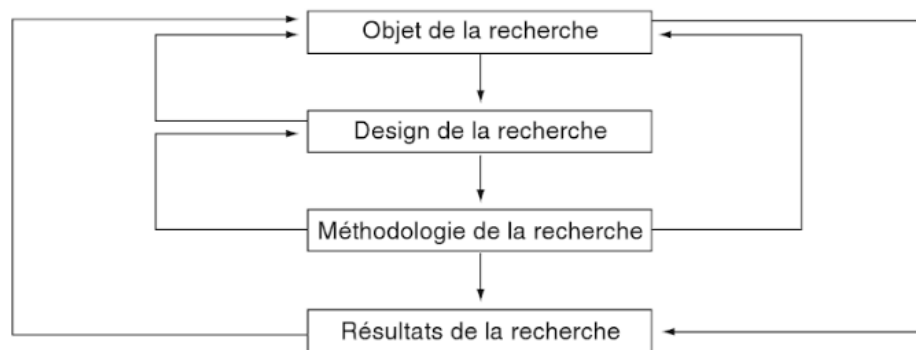 Objet de la recherche
Design de la recherche
Méthodologie de la recherche
Résultats de la recherche